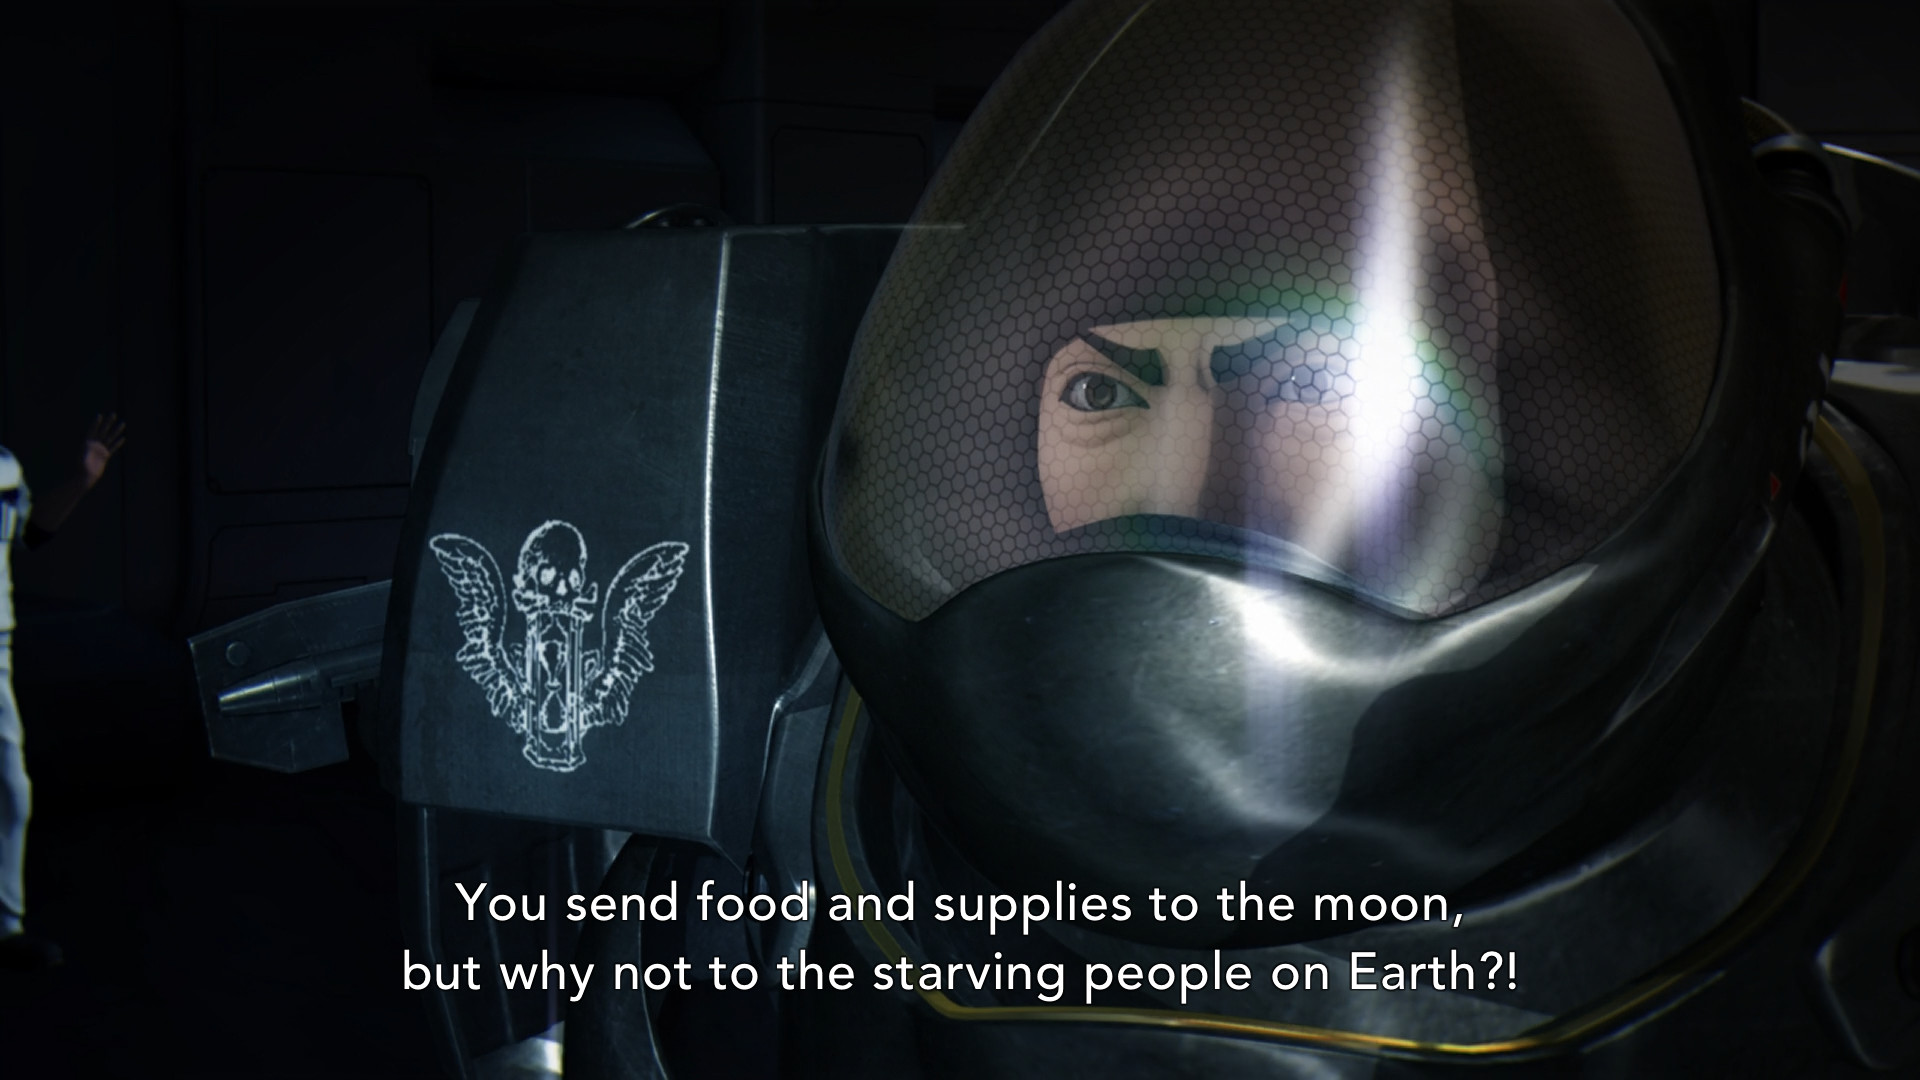 You send food and supplies to the moon,
but why not to the starving people on Earth?!